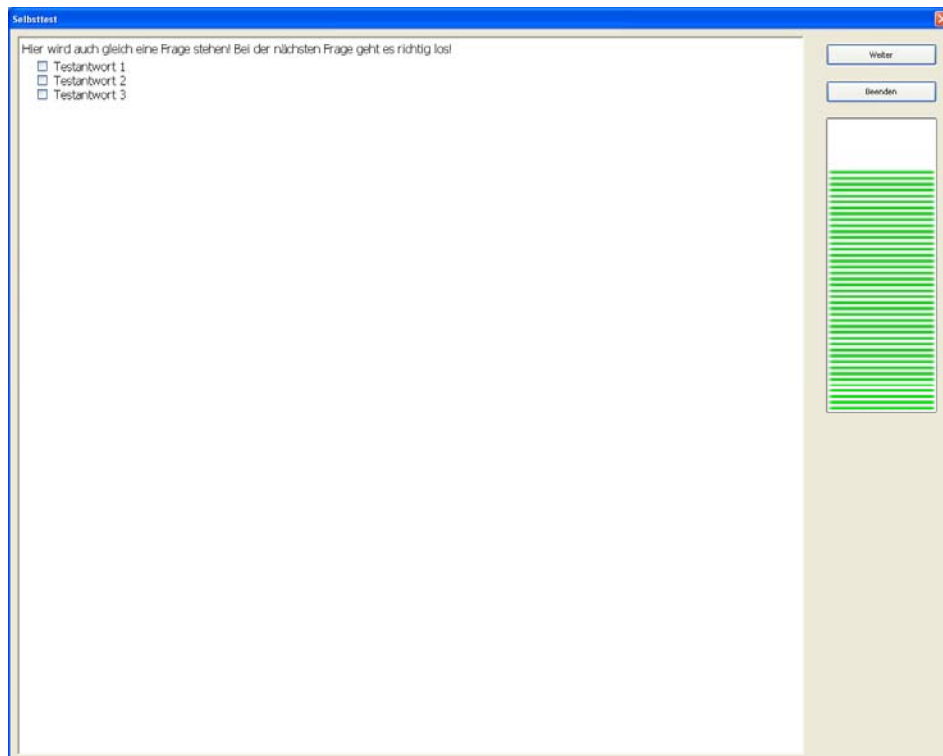 Selbsttest
Hier wird auch gleich eine Frage stehen! Bei der nächsten Frage geht es richtig los!
Testantwort 1
Testantwort 2
Testantwort 3
Weiter
Beenden